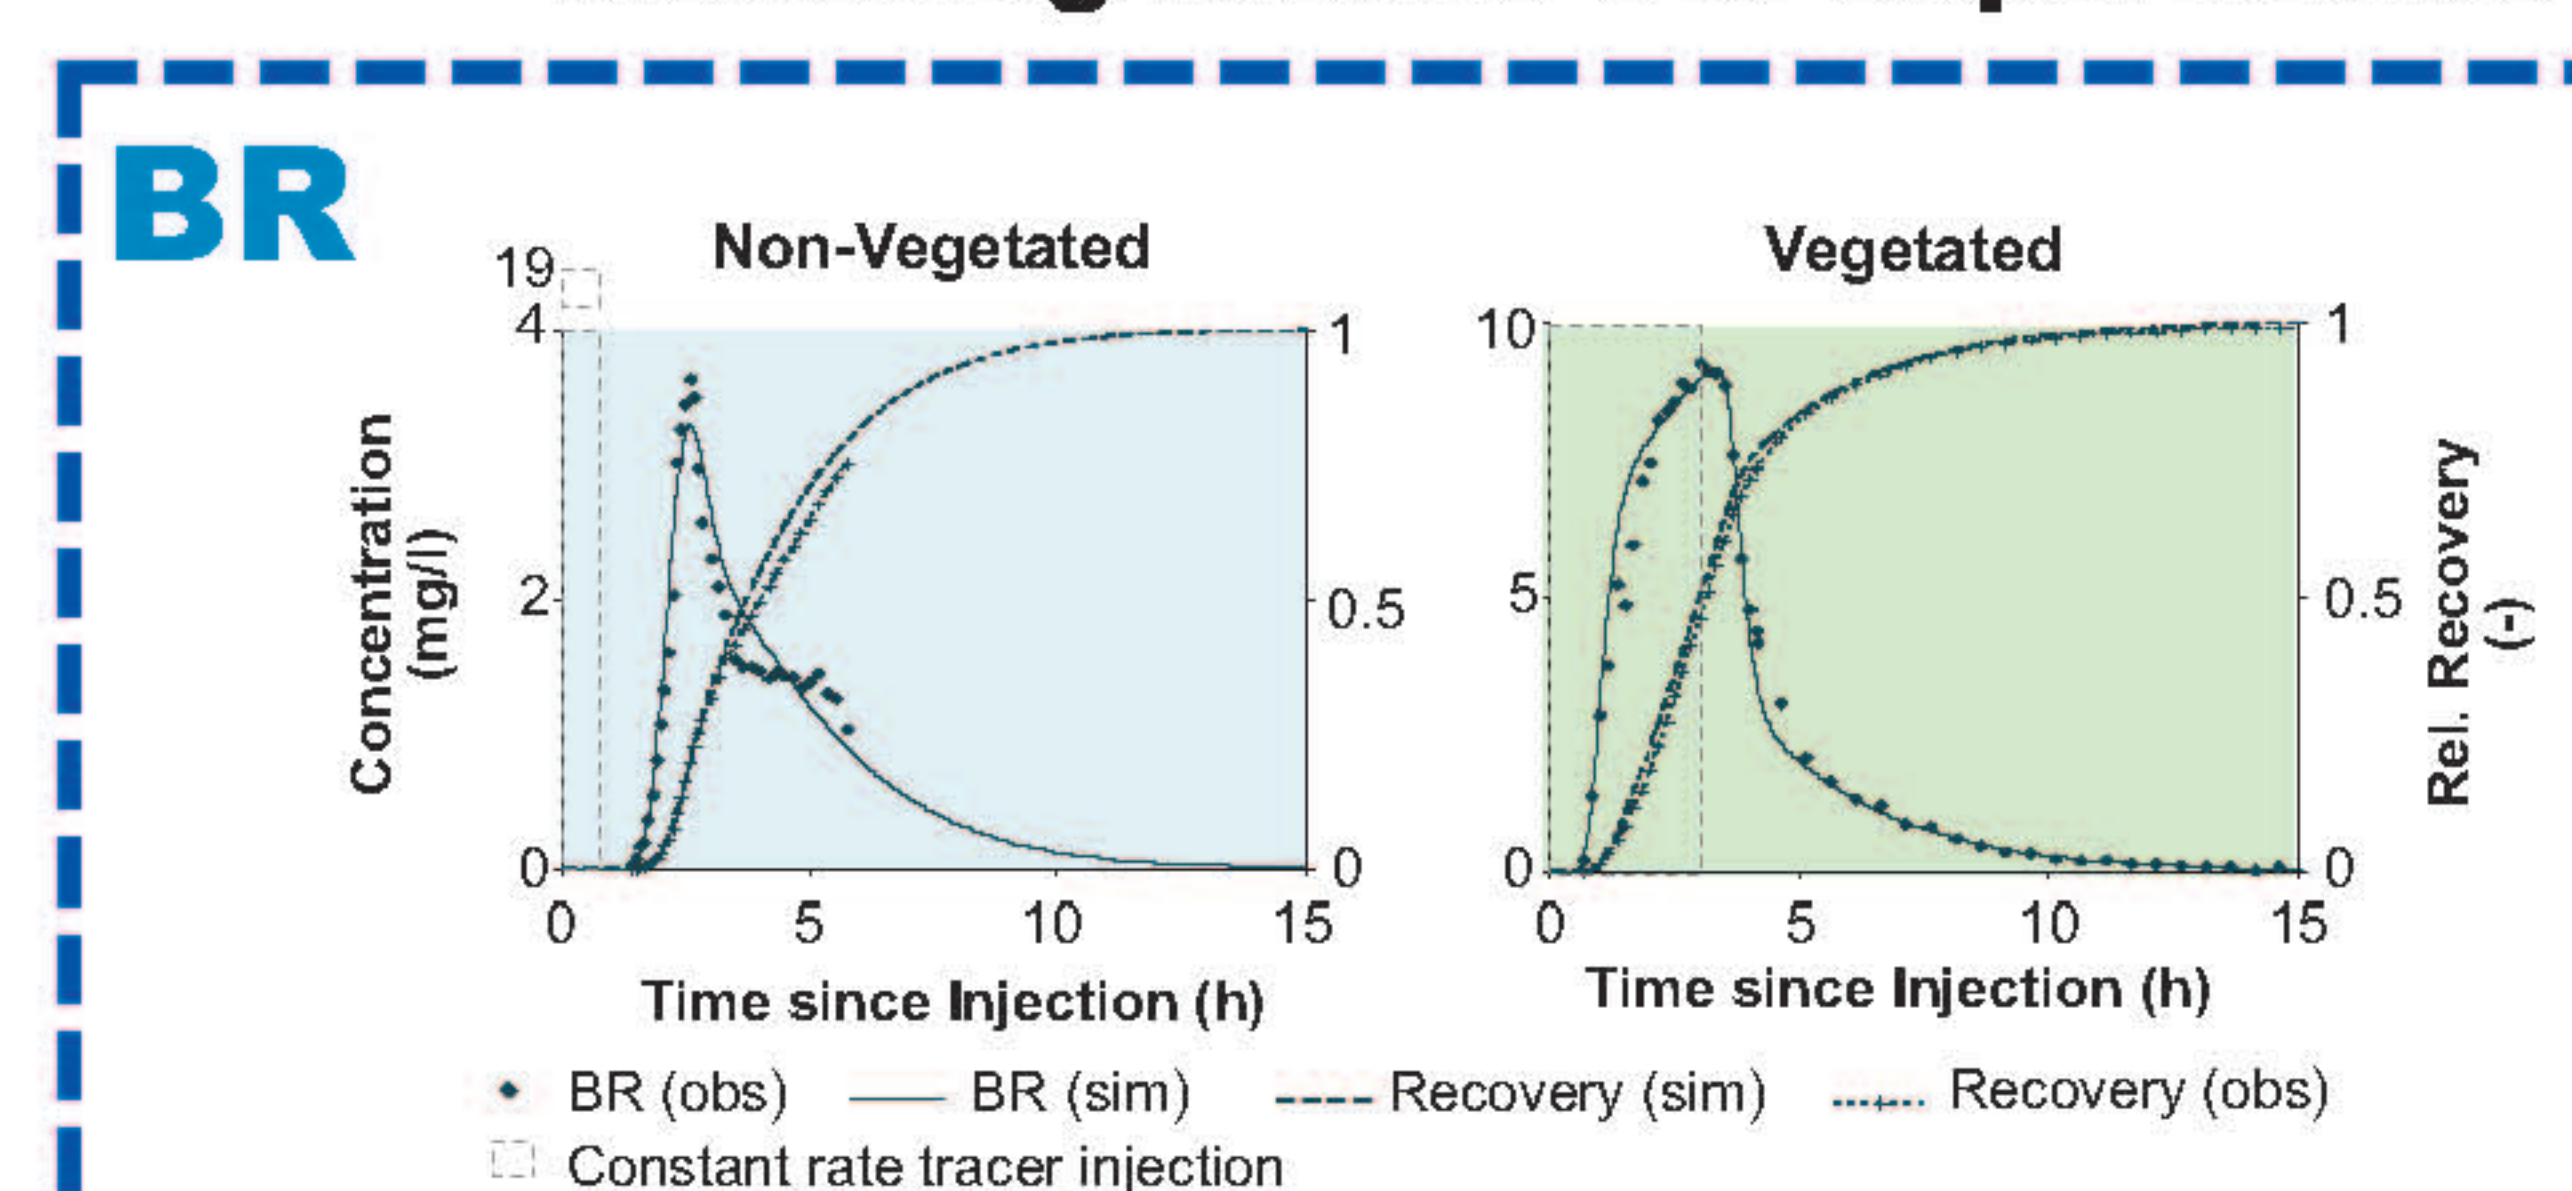 BR
Non-Vegetated
Vegetated
19
4
2
0
1
0.5
0
10
5
0
1
0.5
0
Concentration
(mg/l)
Rel. Recovery
(-)
0 5 10 15
0 5 10 15
Time since Injection (h)
Time since Injection (h)
BR (obs) BR (sim) Recovery (sim) Recovery (obs)
Constant rate tracer injection